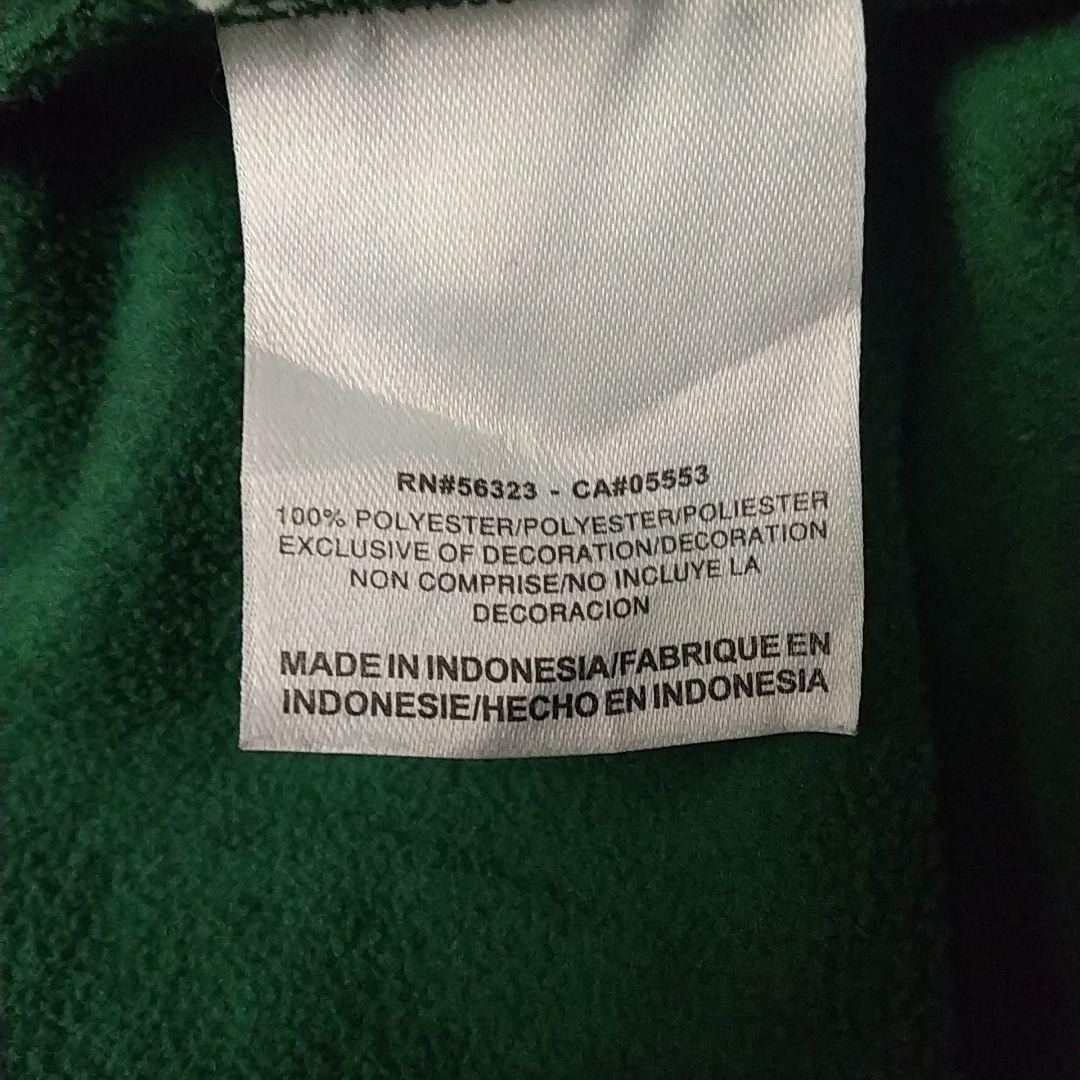 RN#56323 - CA#05553
100% POLYESTER/POLYESTER/POLIESTER
EXCLUSIVE OF DECORATION/DECORATION
NON COMPRISE/NO INCLUYE LA
DECORACION
MADE IN INDONESIA/FABRIQUE EN
INDONESIE/HECHO EN INDONESIA